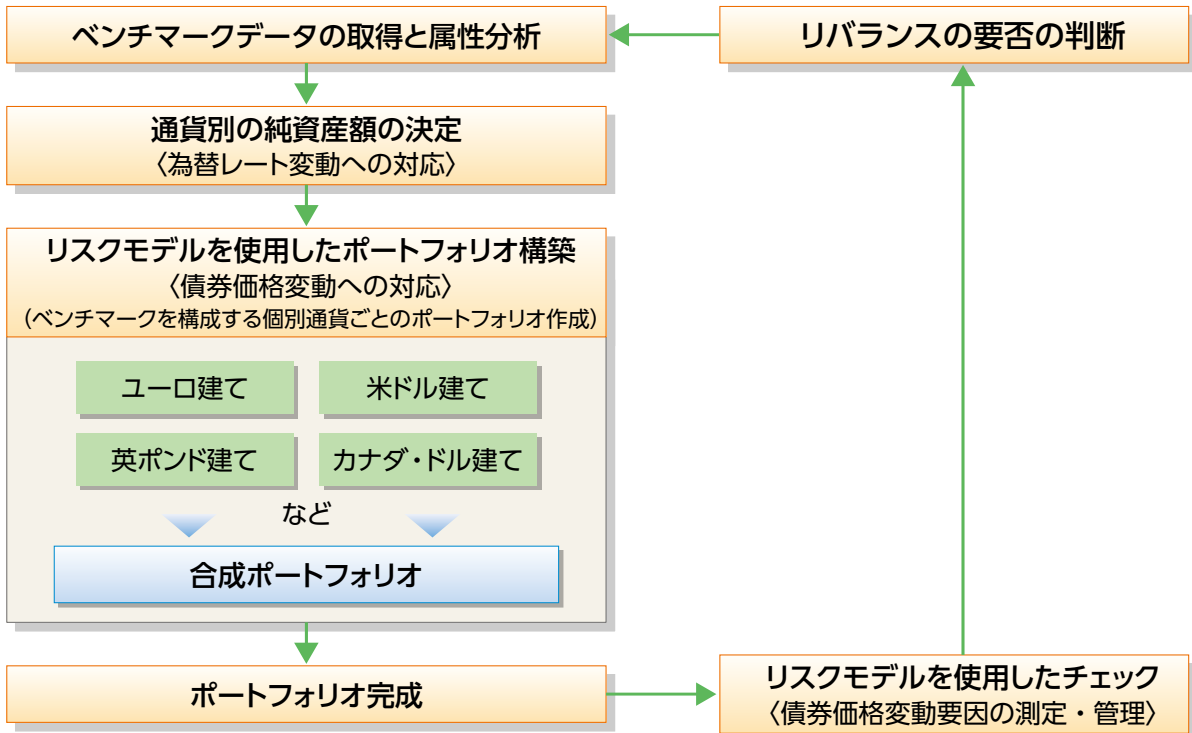 ベンチマークデータの取得と属性分析
リバランスの要否の判断
通貨別の純資産額の決定
〈為替レート変動への対応〉
リスクモデルを使用したポートフォリオ構築
〈債券価格変動への対応〉
（ベンチマークを構成する個別通貨ごとのポートフォリオ作成）
ユーロ建て
米ドル建て
英ポンド建て
カナダ・ドル建て
など
合成ポートフォリオ
ポートフォリオ完成
リスクモデルを使用したチェック
〈債券価格変動要因の測定・管理〉